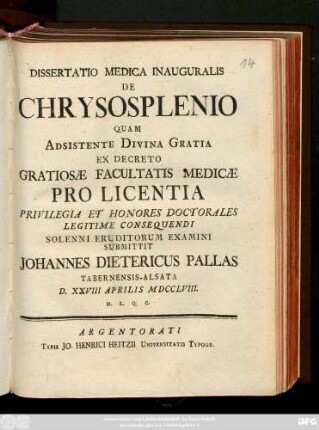 14
DISSERTATIO MEDICA INAUGURALIS
DE
CHRYSOSPLENIO
QUAM
ADSISTENTE DIVINA GRATIA
EX DECRETO
GRATIOSÆ FACULTATIS MEDICÆ
PRO LICENTIA
PRIVILEGIA ET HONORES DOCTORALES
LEGITIME CONSEQUENDI
SOLENNI ERUDITORUM EXAMINI
SUBMITTIT
JOHANNES DIETERICUS PALLAS
TABERNENSIS-ALSATA
D. XXVIII APRILIS MDCCLVIII.
H. L. Q. C.
ARGENTORATI
TYPIS JO. HENRICI HEITZII UNIVERSITATIS TYPOGR.
DFG